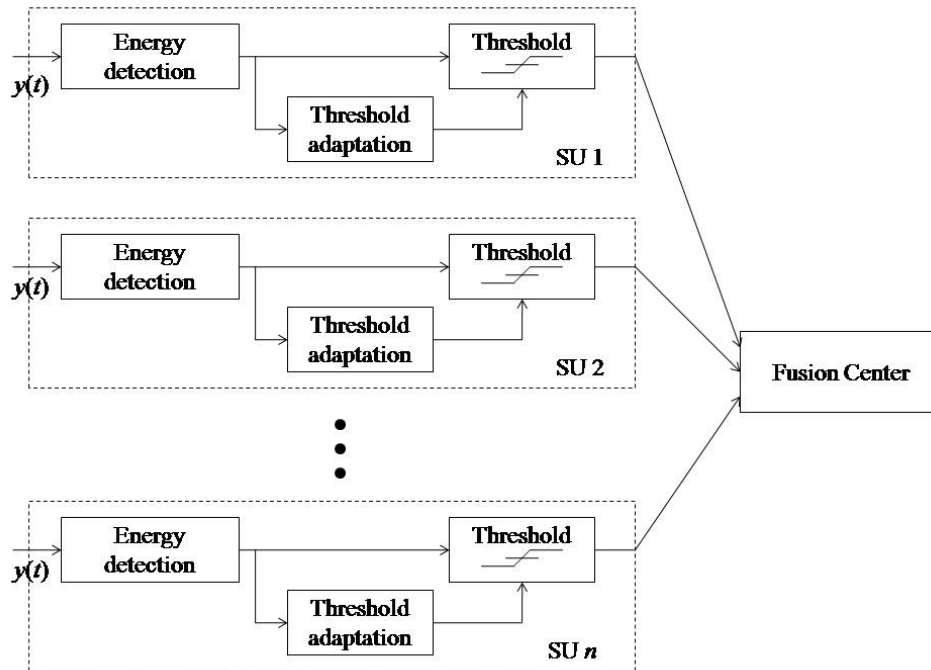 Energy
detection
Threshold
y(t)
Threshold
adaptation
SU 1
Energy
detection
Threshold
y(t)
Threshold
adaptation
SU 2
Fusion Center
Energy
detection
Threshold
y(t)
Threshold
adaptation
SU n